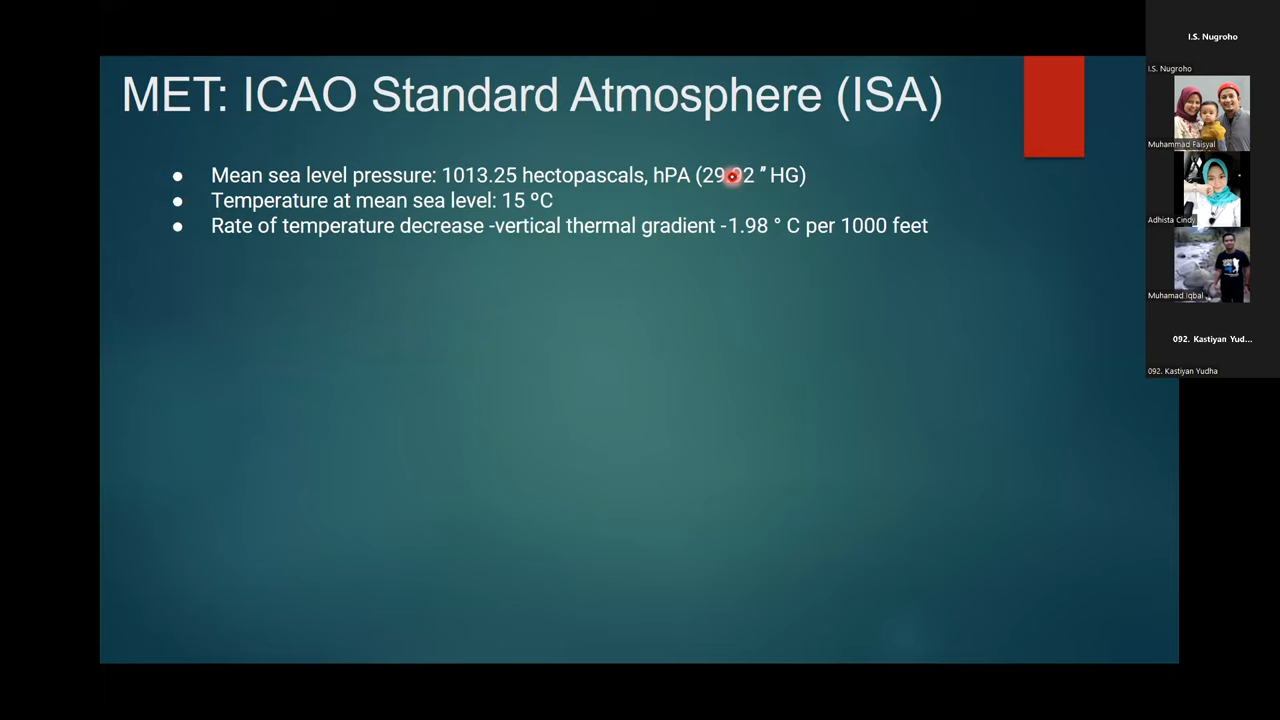 MET: ICAO Standard Atmosphere (ISA)
● Mean sea level pressure: 1013.25 hectopascals, hPA (29.92 " HG)
● Temperature at mean sea level: 15 ºC
● Rate of temperature decrease -vertical thermal gradient -1.98 ° C per 1000 feet
I.S. Nugroho
I.S. Nugroho
Muhammad Faisyal
Adhista Cindy
Muhamad Iqbal
092. Kastiyan Yud...
092. Kastiyan Yudha